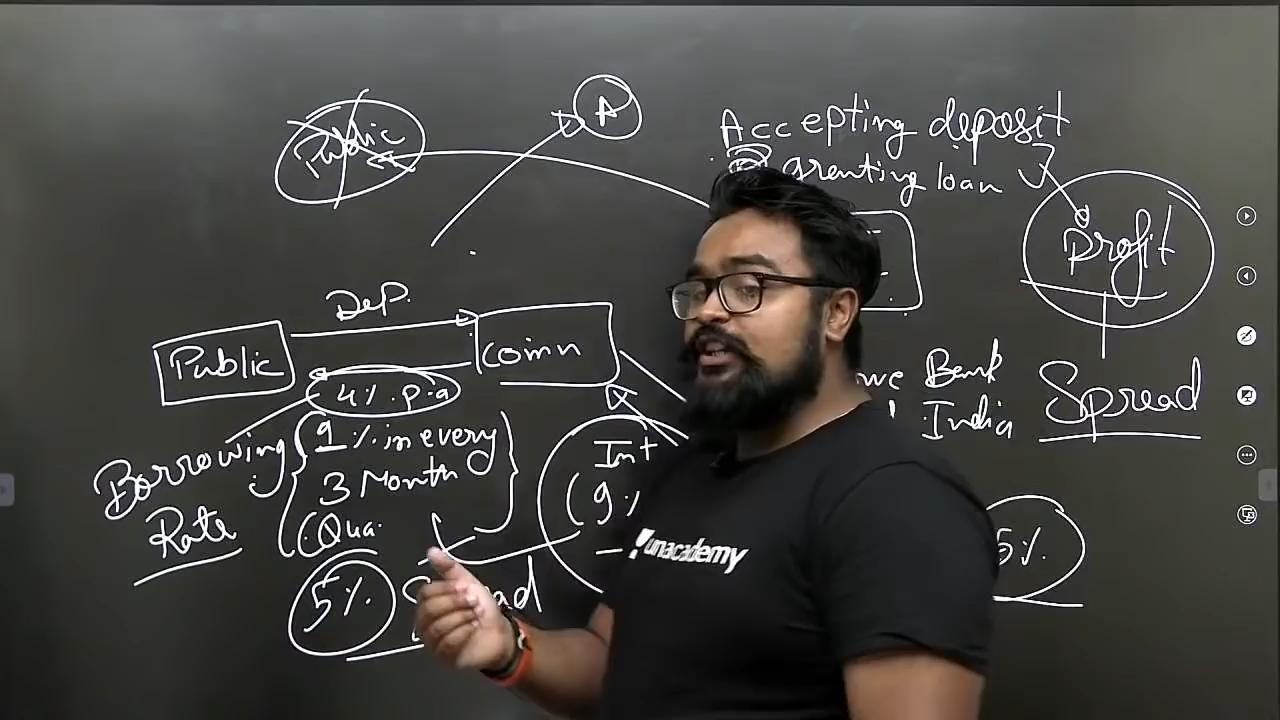 Public
A
Accepting deposit
granting loan
Profit
Dep.
Public
Comn
4% p.a
Bank
India
Spread
Borrowing
Rate
1% in every
3 Month
(Qua
Int
(9%
5%
5%
unacademy